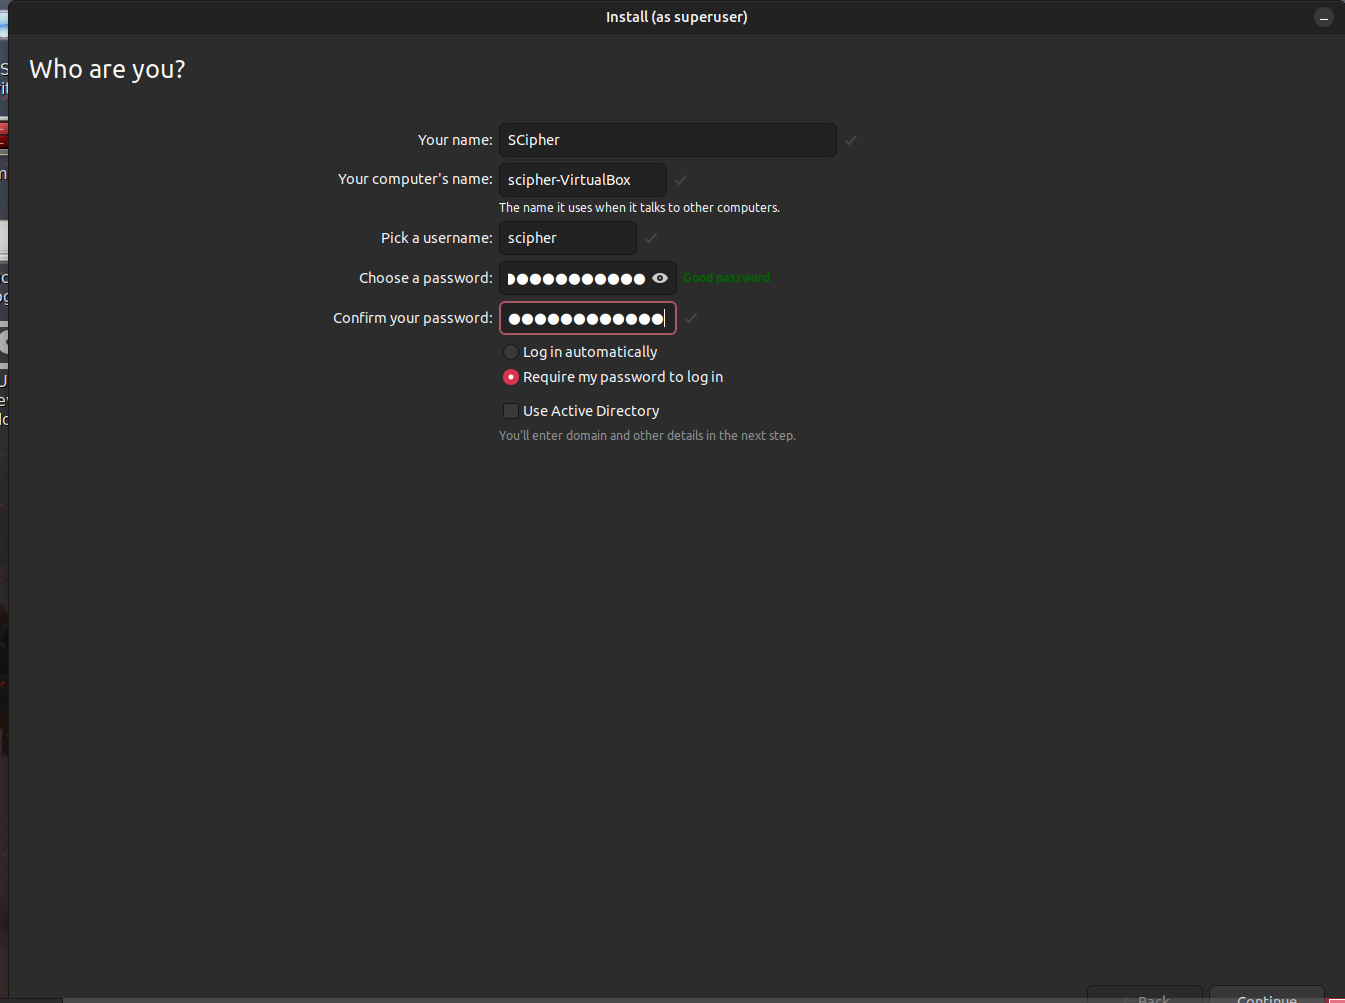 Install (as superuser)
Who are you?
Your name: SCipher
Your computer's name: scipher-VirtualBox
The name it uses when it talks to other computers.
Pick a username: scipher
Choose a password: ●●●●●●●●●●● Good password
Confirm your password: ●●●●●●●●●●●●
Log in automatically
Require my password to log in
Use Active Directory
You'll enter domain and other details in the next step.
Back Continue